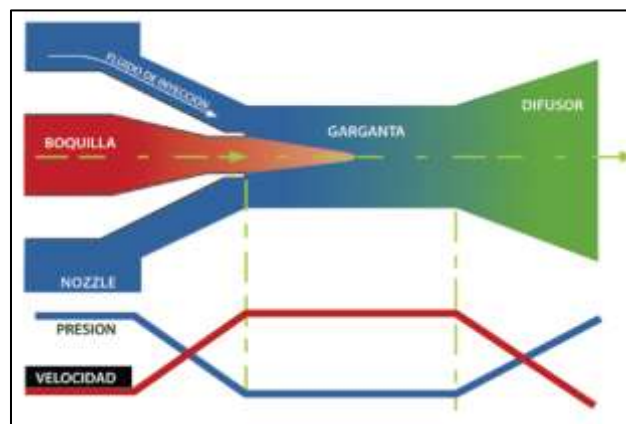 FLUIDO DE INYECCIÓN
BOQUILLA
GARGANTA
DIFUSOR
NOZZLE
PRESION
VELOCIDAD